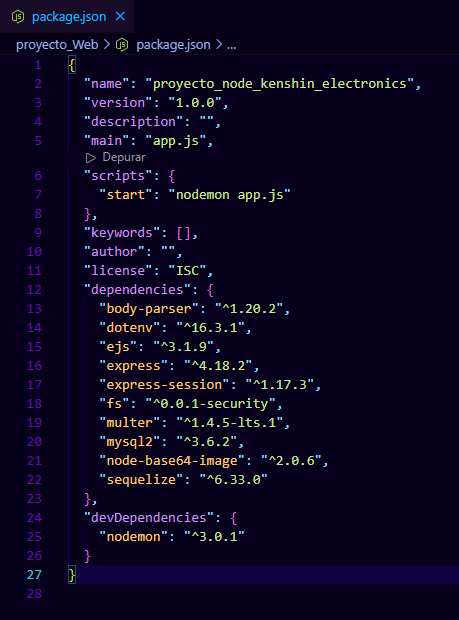 package.json ×
proyecto_Web > package.json > ...
1 {
2 "name": "proyecto_node_kenshin_electronics",
3 "version": "1.0.0",
4 "description": "",
5 "main": "app.js",
Depurar
6 "scripts": {
7 "start": "nodemon app.js"
8 },
9 "keywords": [],
10 "author": "",
11 "license": "ISC",
12 "dependencies": {
13 "body-parser": "^1.20.2",
14 "dotenv": "^16.3.1",
15 "ejs": "^3.1.9",
16 "express": "^4.18.2",
17 "express-session": "^1.17.3",
18 "fs": "^0.0.1-security",
19 "multer": "^1.4.5-lts.1",
20 "mysql2": "^3.6.2",
21 "node-base64-image": "^2.0.6",
22 "sequelize": "^6.33.0"
23 },
24 "devDependencies": {
25 "nodemon": "^3.0.1"
26 }
27 }
28